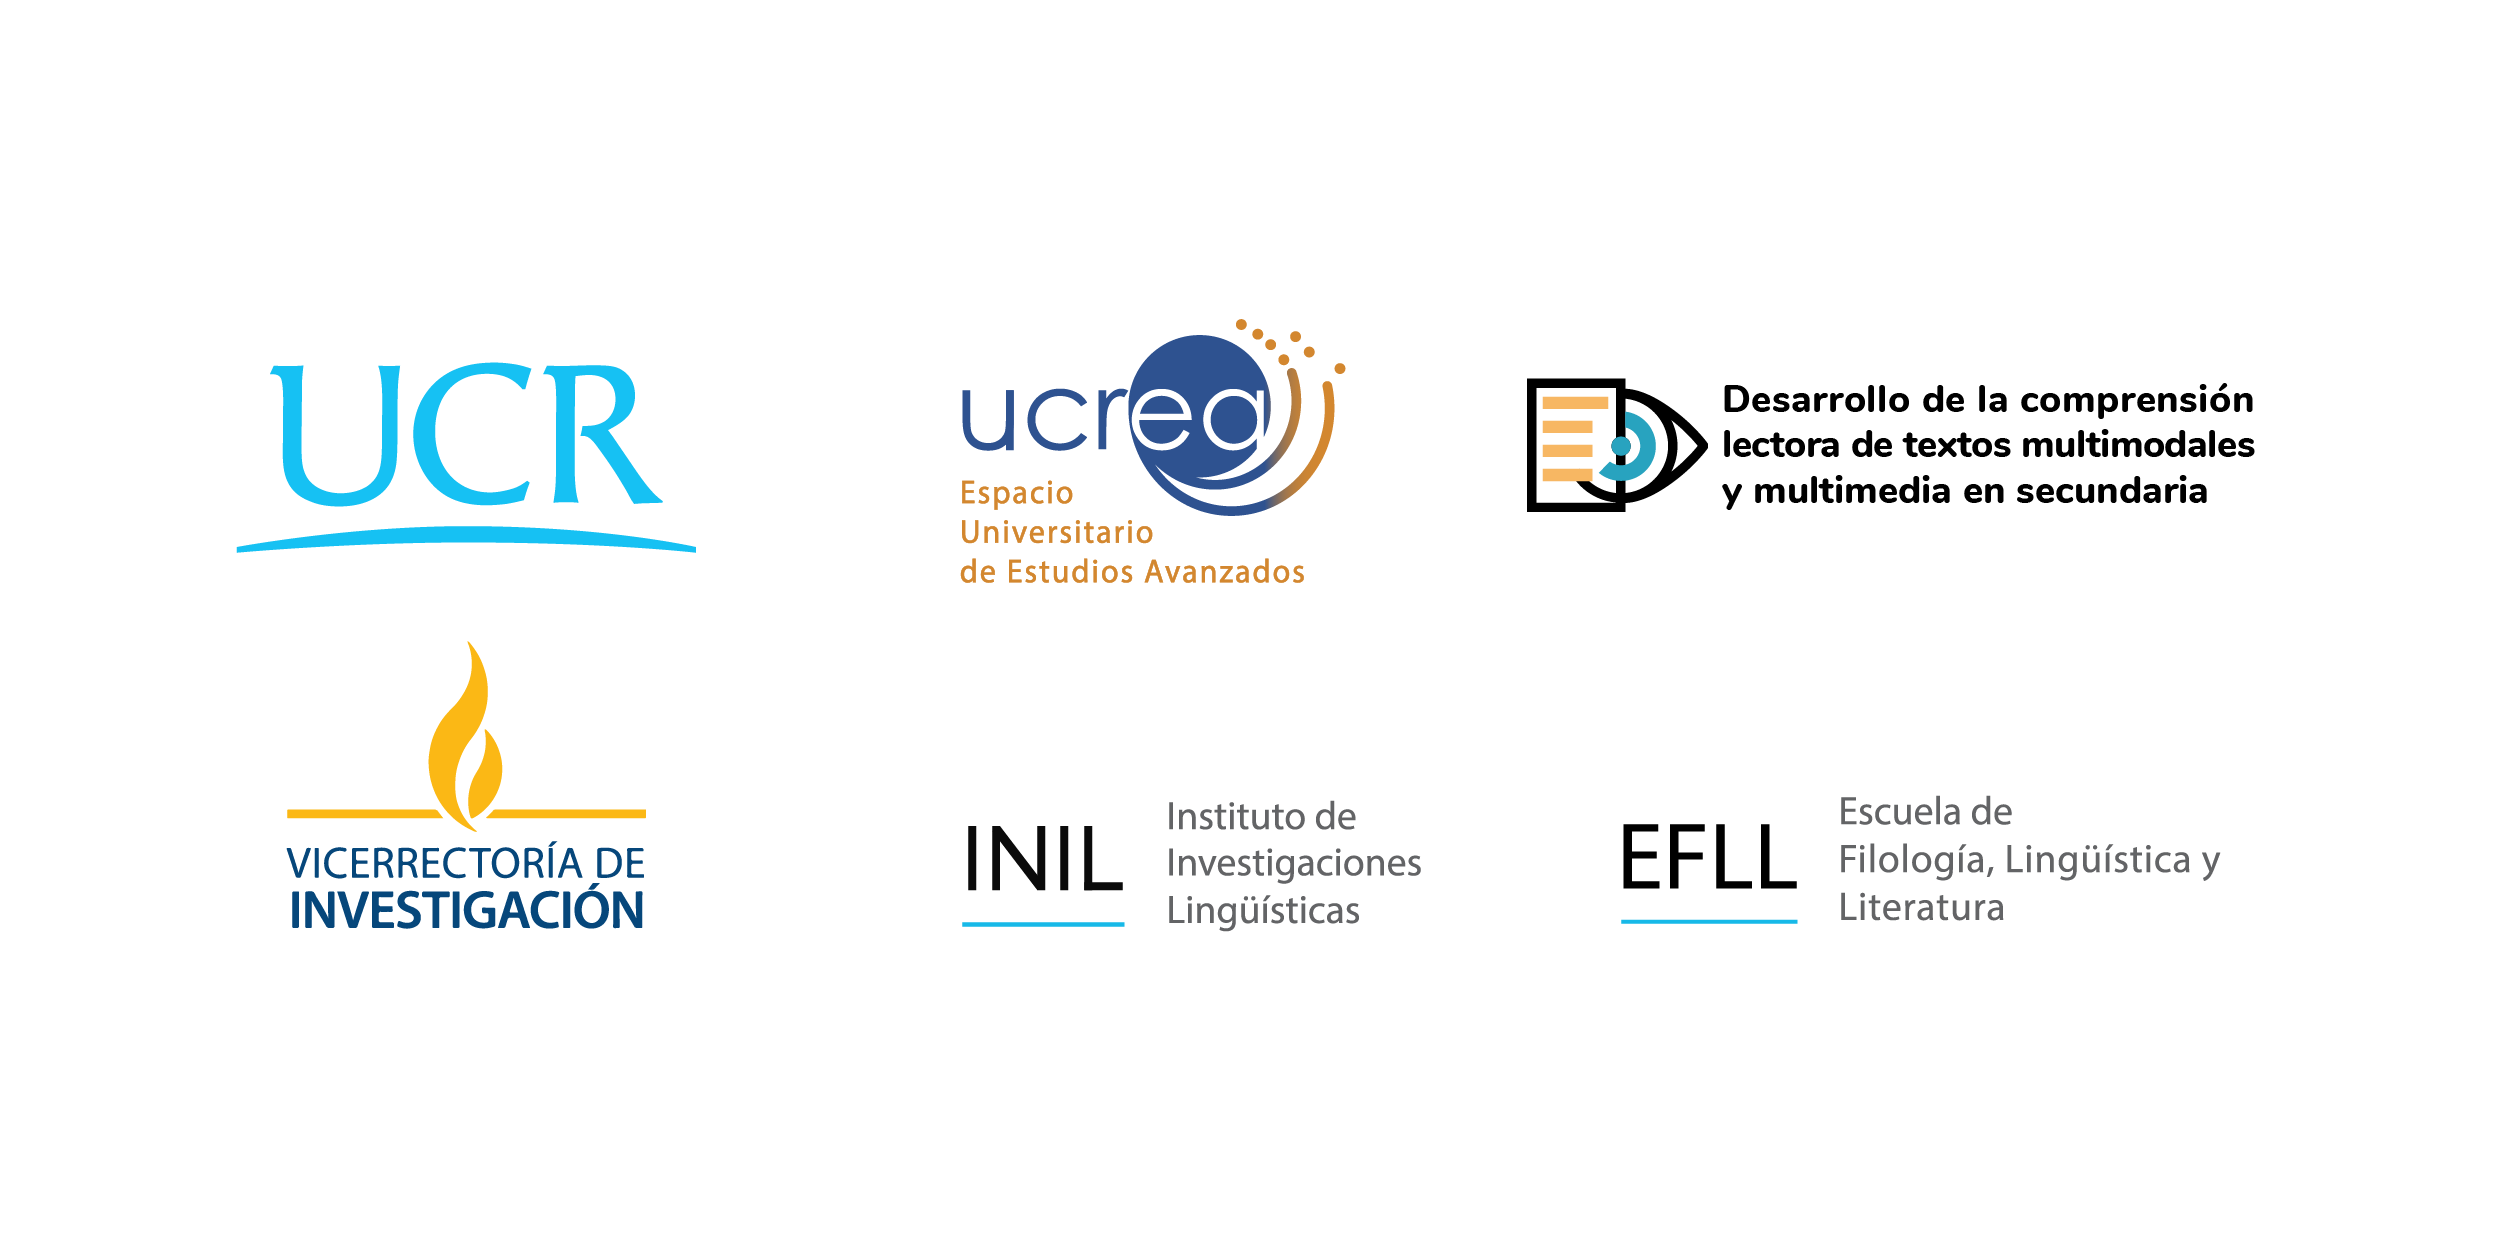 UCR
ucrea
Espacio
Universitario
de Estudios Avanzados
Desarrollo de la comprensión
lectora de textos multimodales
y multimedia en secundaria
VICERRECTORÍA DE
INVESTIGACIÓN
INIL
Instituto de
Investigaciones
Lingüísticas
EFLL
Escuela de
Filología, Lingüística y
Literatura